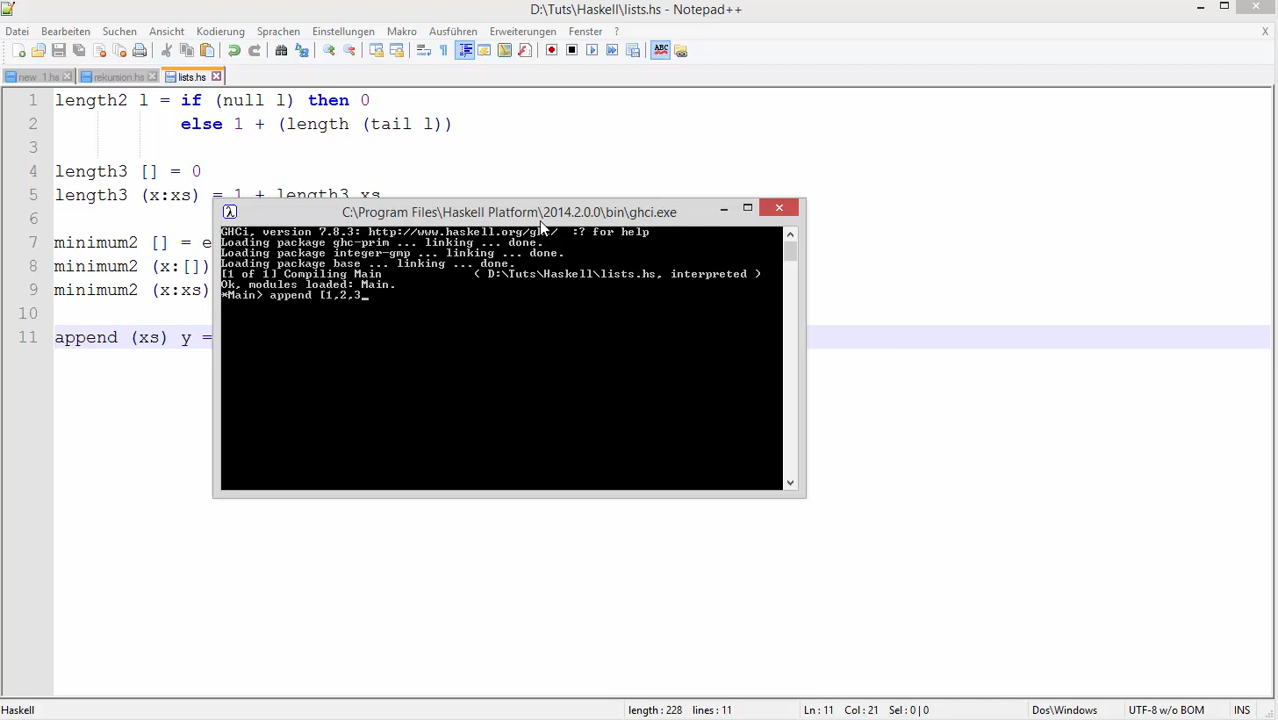 D:\Tuts\Haskell\lists.hs - Notepad++
Datei Bearbeiten Suchen Ansicht Kodierung Sprachen Einstellungen Makro Ausführen Erweiterungen Fenster ? X
ABC
new 1.hs rekursion.hs lists.hs
1 length2 l = if (null l) then 0
2 else 1 + (length (tail l))
3
4 length3 [] = 0
5 length3 (x:xs) = 1 + length3 xs
6
7 minimum2 [] = e
8 minimum2 (x:[])
9 minimum2 (x:xs)
10
11 append (xs) y =
C:\Program Files\Haskell Platform\2014.2.0.0\bin\ghci.exe
GHCi, version 7.8.3: http://www.haskell.org/ghc/ :? for help
Loading package ghc-prim ... linking ... done.
Loading package integer-gmp ... linking ... done.
Loading package base ... linking ... done.
[1 of 1] Compiling Main ( D:\Tuts\Haskell\lists.hs, interpreted )
Ok, modules loaded: Main.
*Main> append [1,2,3
Haskell length : 228 lines : 11 Ln : 11 Col : 21 Sel : 0 | 0 Dos\Windows UTF-8 w/o BOM INS